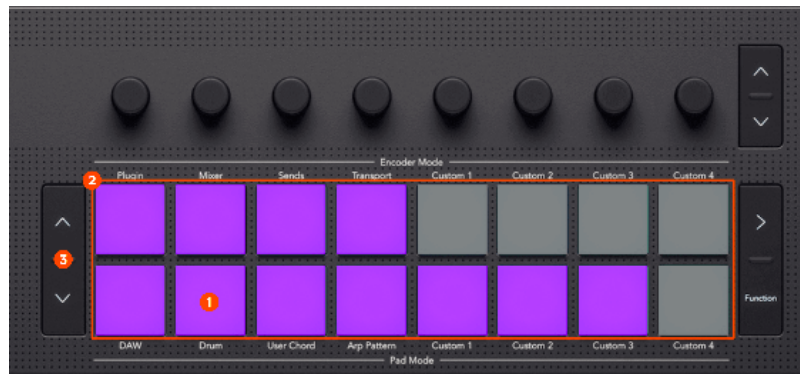 Encoder Mode
2
Plugin Mixer Sends Transport Custom 1 Custom 2 Custom 3 Custom 4
3
1
Function
DAW Drum User Chord Arp Pattern Custom 1 Custom 2 Custom 3 Custom 4
Pad Mode